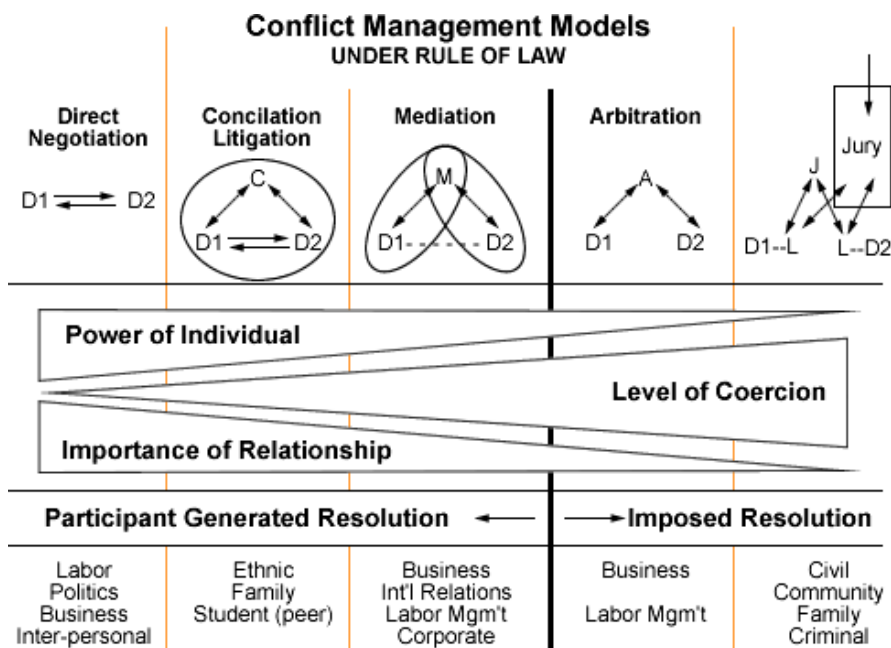 Conflict Management Models
UNDER RULE OF LAW
Direct
Negotiation
D1 D2
Concilation
Litigation
C
D1 D2
Mediation
M
D1 D2
Arbitration
A
D1 D2
Jury
J
D1--L L--D2
Power of Individual
Level of Coercion
Importance of Relationship
Participant Generated Resolution
Imposed Resolution
Labor
Politics
Business
Inter-personal
Ethnic
Family
Student (peer)
Business
Int'l Relations
Labor Mgm't
Corporate
Business
Labor Mgm't
Civil
Community
Family
Criminal